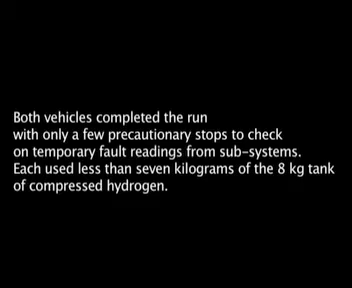 Both vehicles completed the run
with only a few precautionary stops to check
on temporary fault readings from sub-systems.
Each used less than seven kilograms of the 8 kg tank
of compressed hydrogen.